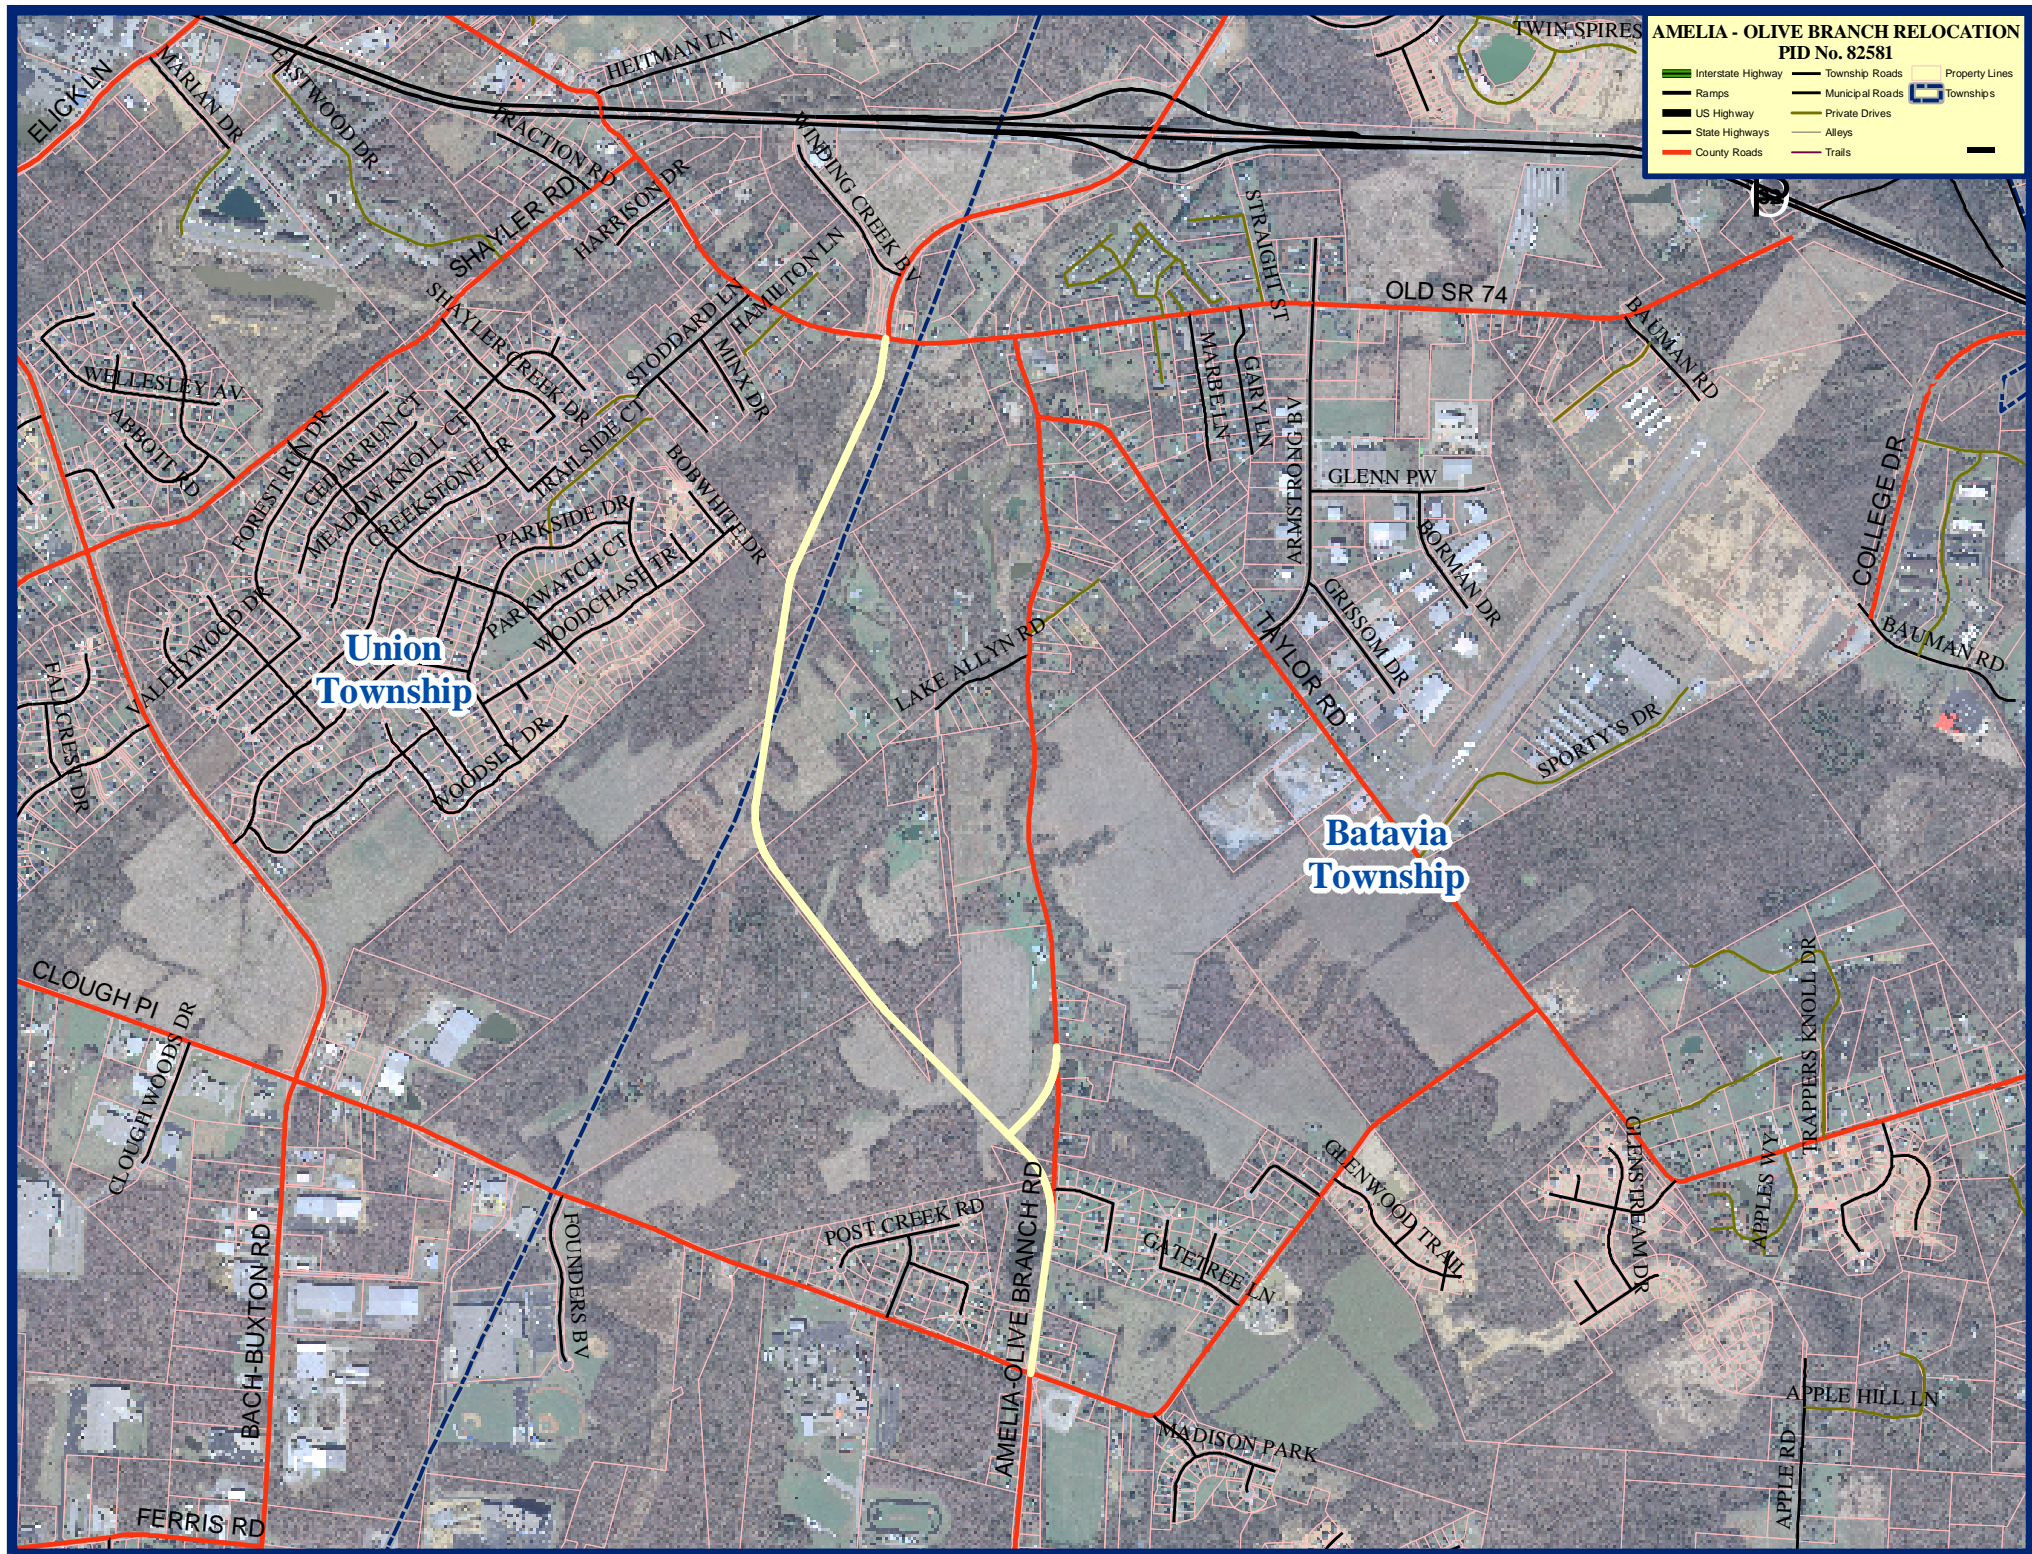 AMELIA - OLIVE BRANCH RELOCATION
PID No. 82581
Interstate Highway
Ramps
US Highway
State Highways
County Roads
Township Roads
Municipal Roads
Private Drives
Alleys
Trails
Property Lines
Townships
TWIN SPIRES
HEITMAN LN
ELICK LN
MARIAN DR
EASTWOOD DR
TRACTION RD
WINDING CREEK BV
SHAYLER RD
HARRISON DR
STRAIGHT ST
HAMILTON LN
STODDARD LN
SHAYLER CREEK DR
MINX DR
OLD SR 74
BAUMAN RD
MARBE LN
GARY LN
WELLESLEY AV
ABBOTT RD
FOREST RUN DR
CEDAR RUN CT
MEADOW KNOLL CT
CREEKSTONE DR
TRAILSIDE CT
BOBWHITE DR
PARKSIDE DR
PARKWATCH CT
WOODCHASE TR
ARMSTRONG BV
GLENN PW
BORMAN DR
GRISSOM DR
COLLEGE DR
BAUMAN RD
VALLEYWOOD DR
Union
Township
FALLCREST DR
WOODSEY DR
LAKE ALLYN RD
TAYLOR RD
SPORTY'S DR
Batavia
Township
CLOUGH PI
CLOUGH WOODS DR
TRAPPERS KNOLL DR
GLENSTREAM DR
APPLES WY
GLENWOOD TRAIL
POST CREEK RD
GATETREE LN
FOUNDERS BV
BACH-BUXTON RD
AMELIA-OLIVE BRANCH RD
MADISON PARK
APPLE HILL LN
APPLE RD
FERRIS RD